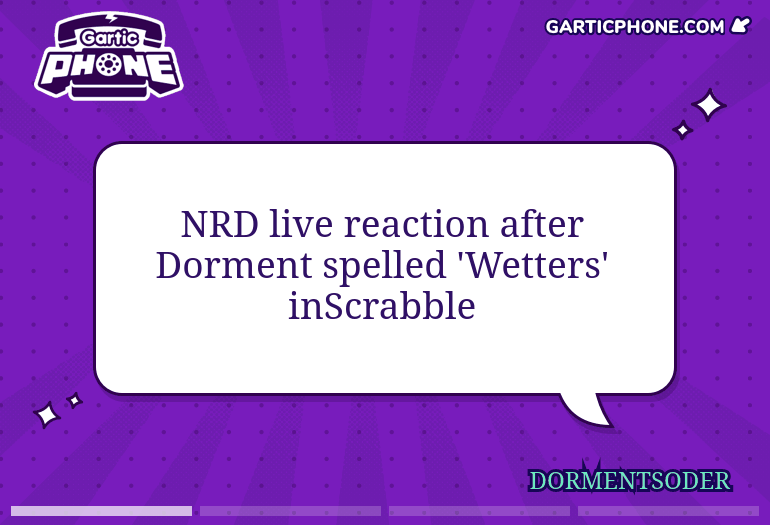 Gartic
PHONE
GARTICPHONE.COM
NRD live reaction after
Dorment spelled 'Wetters'
inScrabble
DORMENTSODER